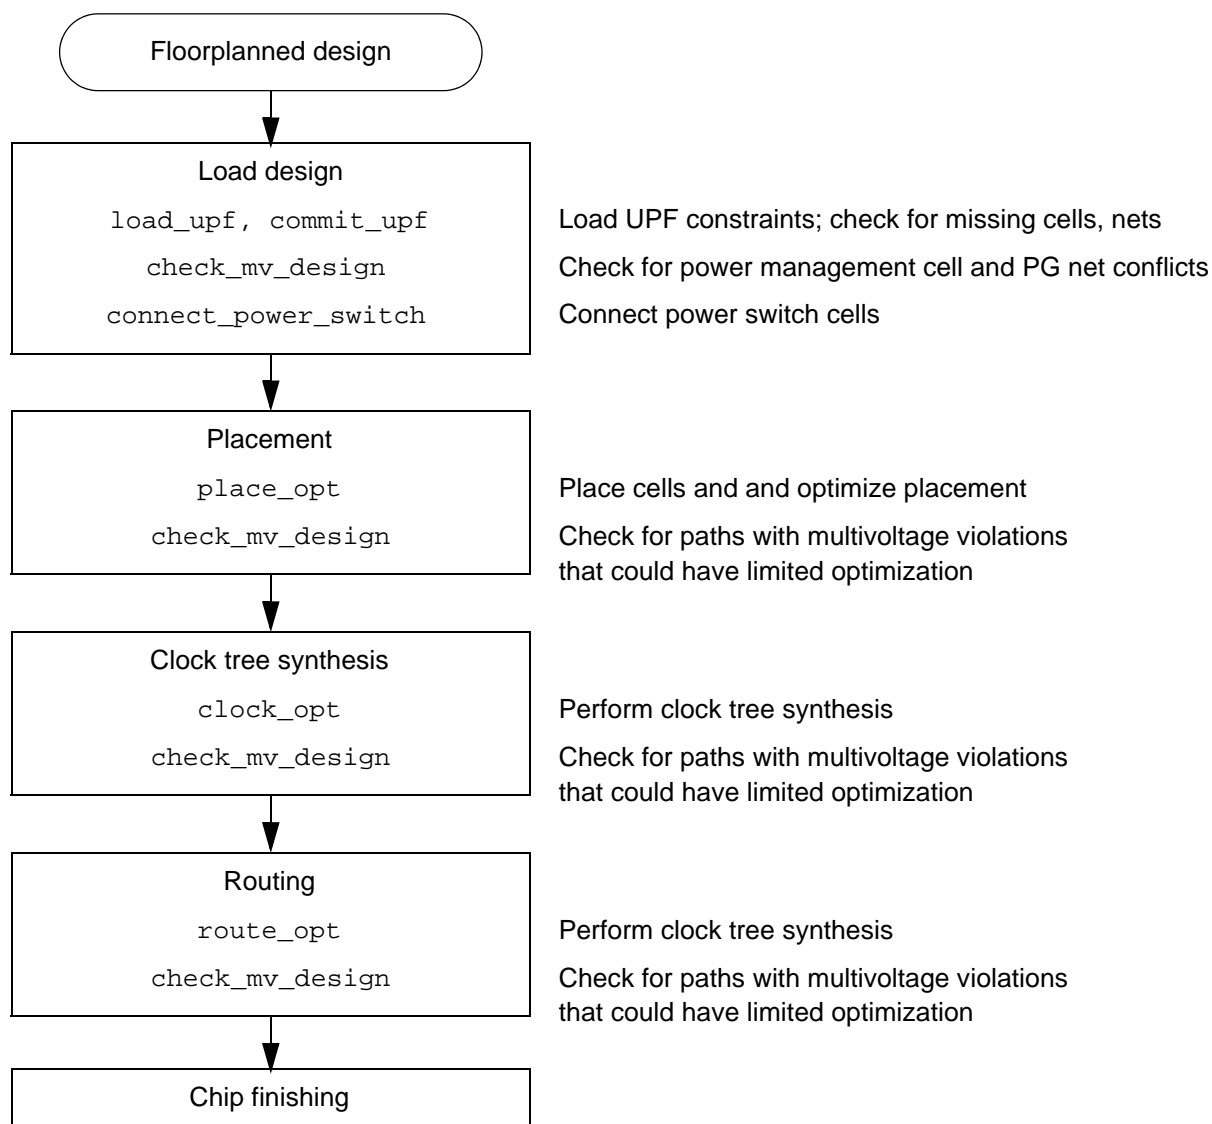 Floorplanned design
Load design
load_upf, commit_upf
Load UPF constraints; check for missing cells, nets
check_mv_design
Check for power management cell and PG net conflicts
connect_power_switch
Connect power switch cells
Placement
place_opt
Place cells and and optimize placement
check_mv_design
Check for paths with multivoltage violations
that could have limited optimization
Clock tree synthesis
clock_opt
Perform clock tree synthesis
check_mv_design
Check for paths with multivoltage violations
that could have limited optimization
Routing
route_opt
Perform clock tree synthesis
check_mv_design
Check for paths with multivoltage violations
that could have limited optimization
Chip finishing